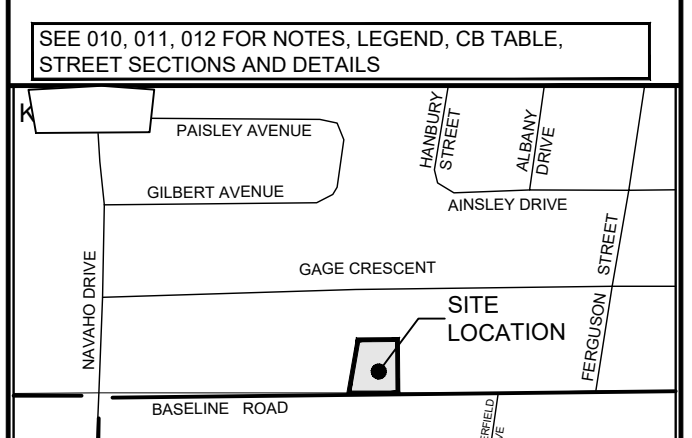 SEE 010, 011, 012 FOR NOTES, LEGEND, CB TABLE,
STREET SECTIONS AND DETAILS
PAISLEY AVENUE
HANBURY
STREET
ALBANY
DRIVE
GILBERT AVENUE
AINSLEY DRIVE
NAVAHO DRIVE
GAGE CRESCENT
FERGUSON STREET
SITE
LOCATION
BASELINE ROAD